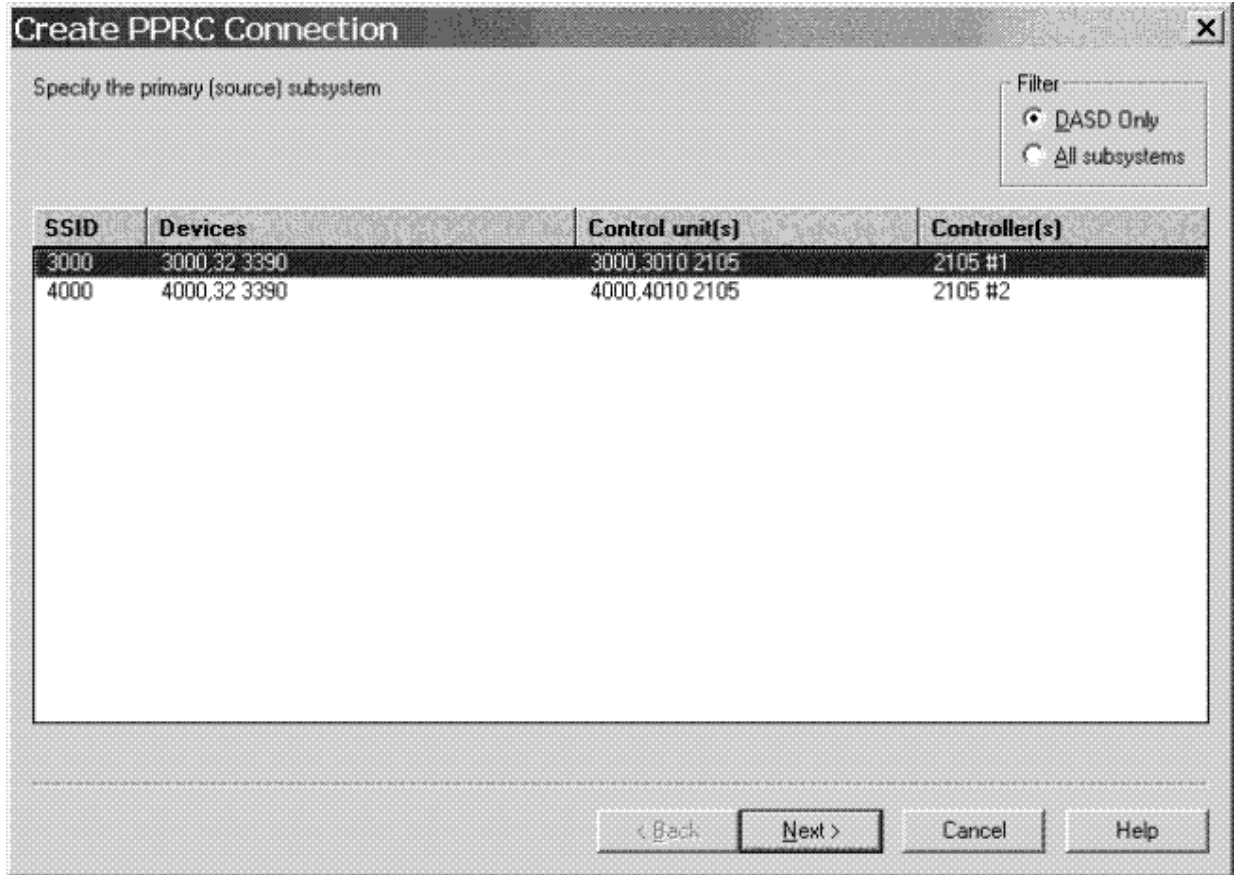 Create PPRC Connection
Specify the primary (source) subsystem
Filter
DASD Only
All subsystems
SSID Devices Control unit(s) Controller(s)
3000 3000,32 3390 3000,3010 2105 2105 #1
4000 4000,32 3390 4000,4010 2105 2105 #2
< Back Next > Cancel Help